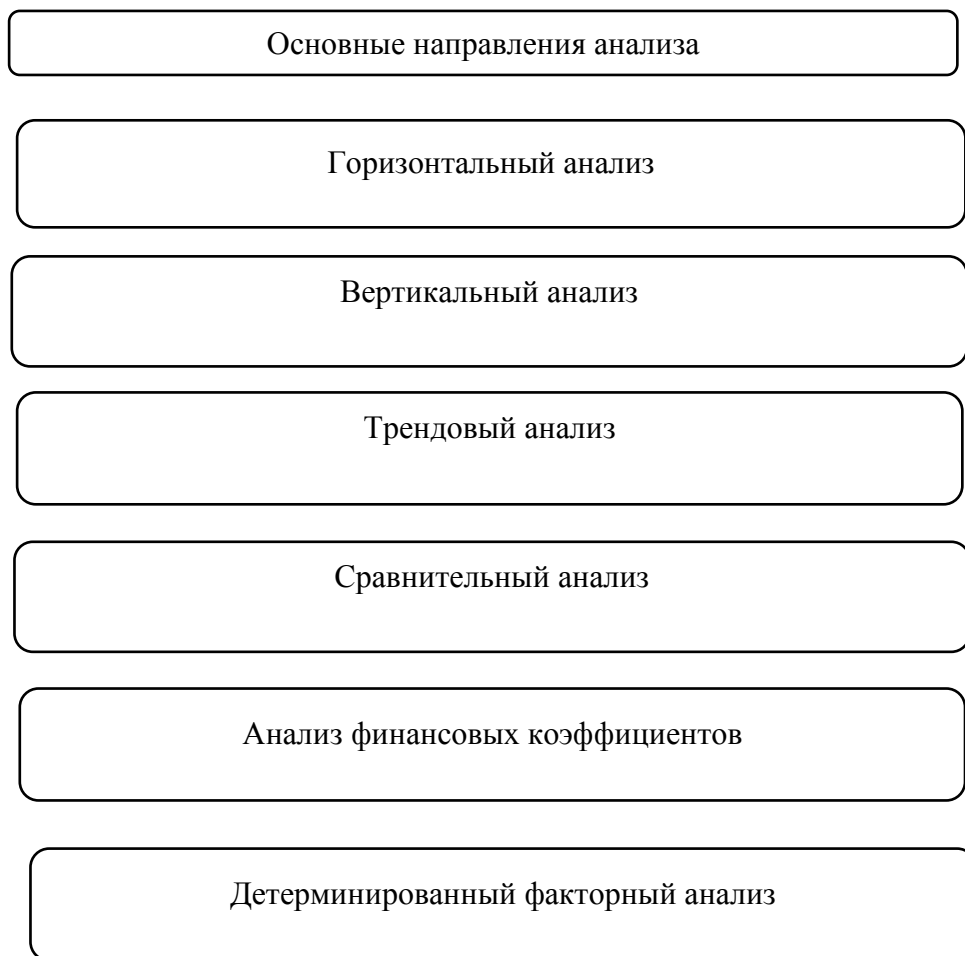 Основные направления анализа
Горизонтальный анализ
Вертикальный анализ
Трендовый анализ
Сравнительный анализ
Анализ финансовых коэффициентов
Детерминированный факторный анализ